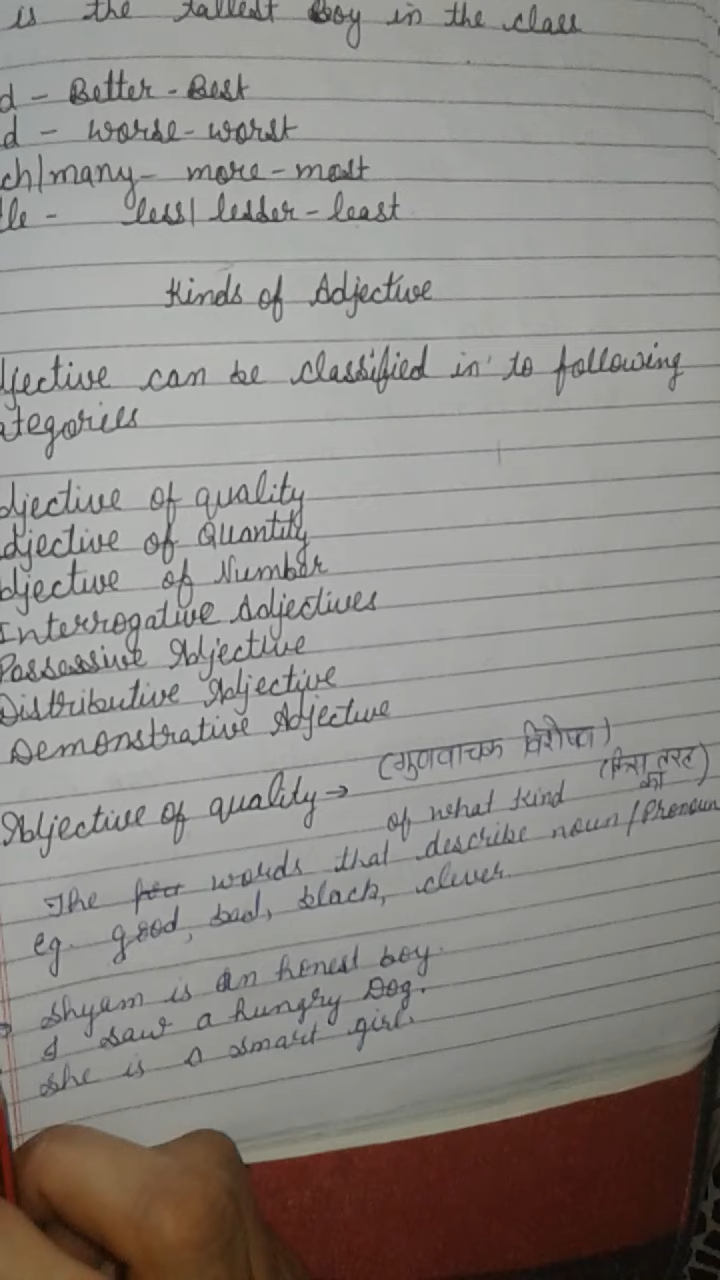 is the tallest boy in the class
d - Better - Best
d - worse - worst
ch/many - more - most
le - less/lesser - least
Kinds of Adjective
djective can be classified in to following
ategories
djective of quality
djective of Quantity
djective of Number
Interrogative Adjectives
Possessive Adjective
Distributive Adjective
Demonstrative Adjective
Adjective of quality → (गुणवाचक विशेषण)
of what kind (किस तरह का)
The words that describe noun/Pronoun
eg. good, bad, black, clever.
Shyam is an honest boy.
I saw a hungry Dog.
She is a smart girl.